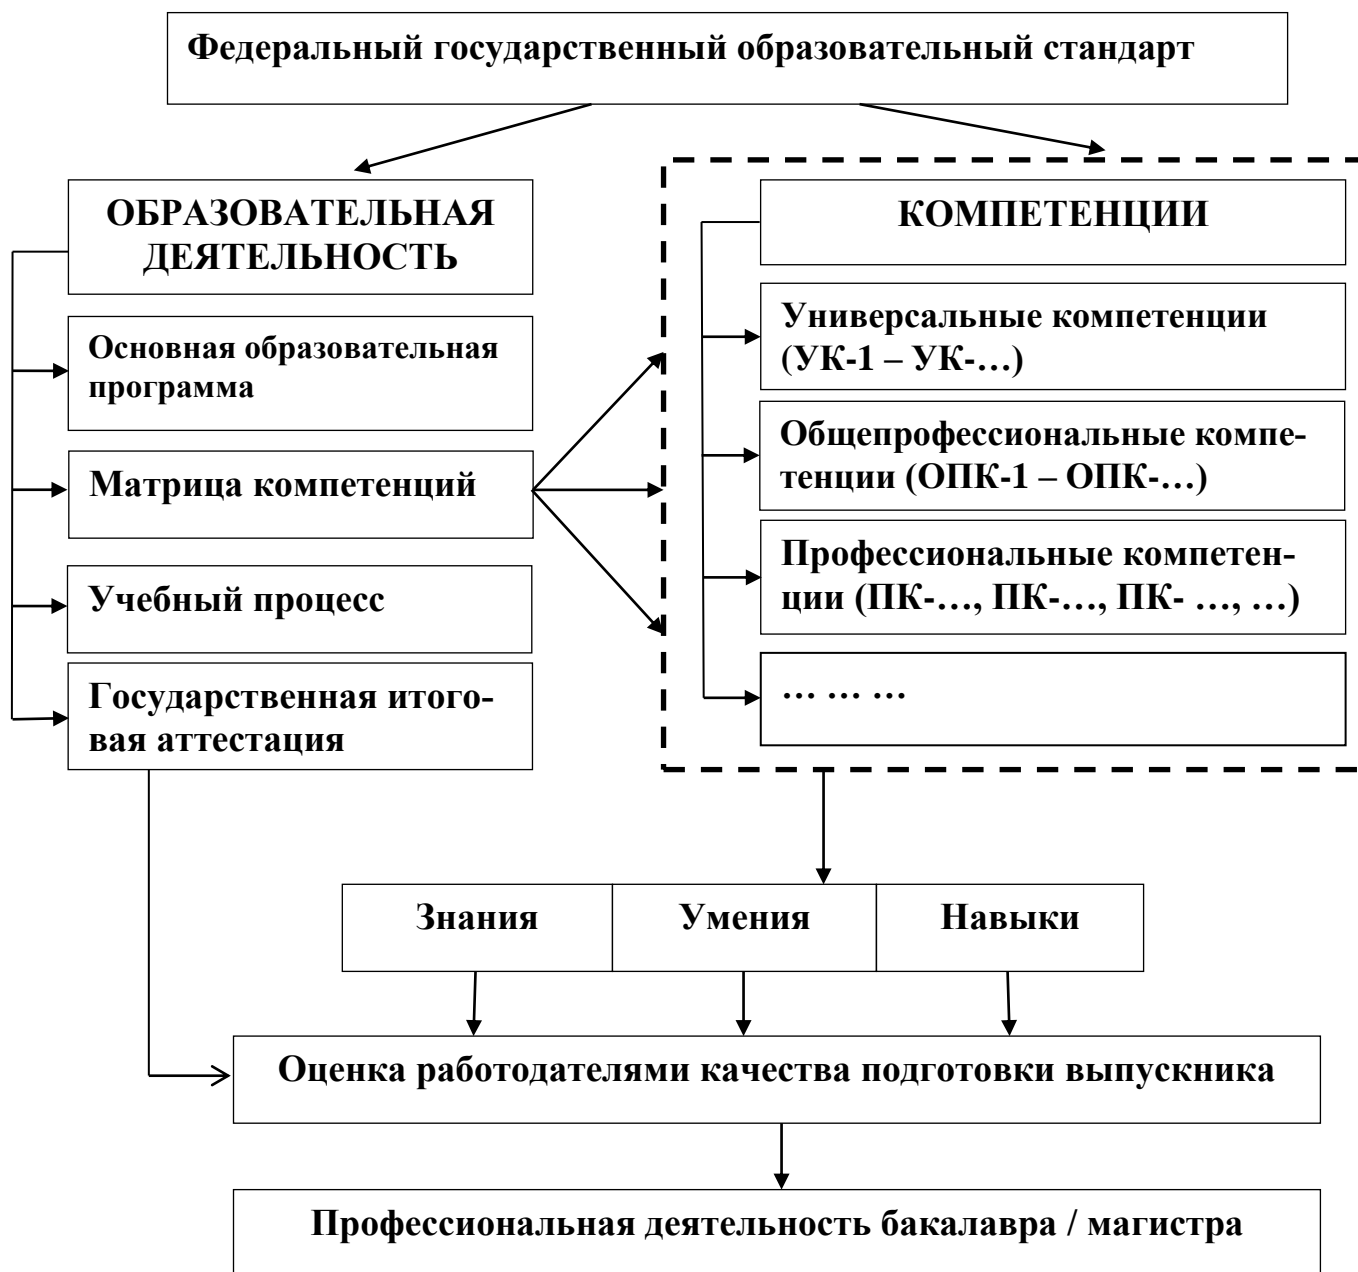 Федеральный государственный образовательный стандарт
ОБРАЗОВАТЕЛЬНАЯ
ДЕЯТЕЛЬНОСТЬ
Основная образовательная
программа
Матрица компетенций
Учебный процесс
Государственная итого-
вая аттестация
КОМПЕТЕНЦИИ
Универсальные компетенции
(УК-1 – УК-…)
Общепрофессиональные компе-
тенции (ОПК-1 – ОПК-…)
Профессиональные компетен-
ции (ПК-…, ПК-…, ПК- …, …)
… … …
Знания
Умения
Навыки
Оценка работодателями качества подготовки выпускника
Профессиональная деятельность бакалавра / магистра